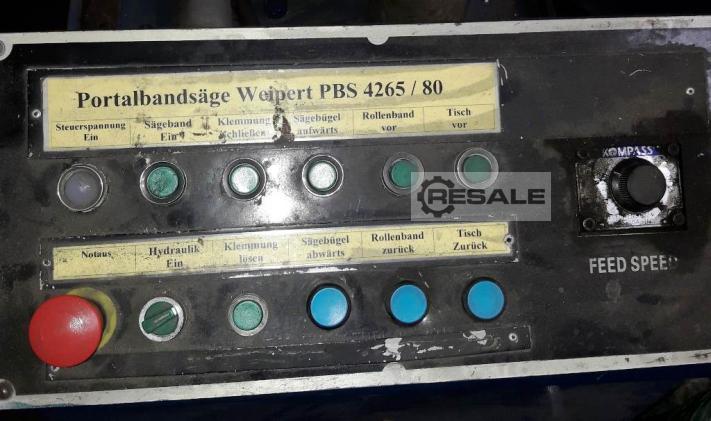 Portalbandsäge Weipert PBS 4265 / 80
Steuerspannung Ein
Sägeband Ein
Klemmung Schließen
Sägebügel aufwärts
Rollenband vor
Tisch vor
KOMPASS
RESALE
Notaus
Hydraulik Ein
Klemmung lösen
Sägebügel abwärts
Rollenband zurück
Tisch Zurück
FEED SPEED